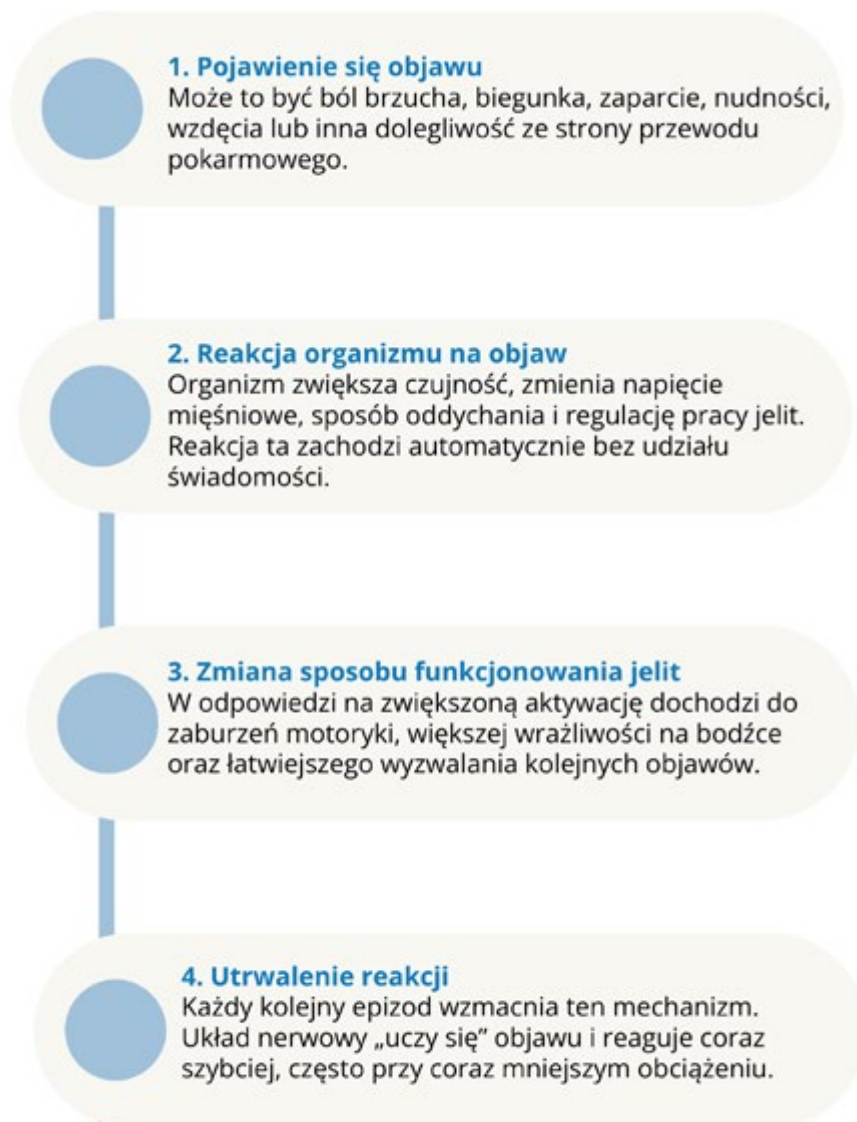 1. Pojawienie się objawu
Może to być ból brzucha, biegunka, zaparcie, nudności,
wzdęcia lub inna dolegliwość ze strony przewodu
pokarmowego.
2. Reakcja organizmu na objaw
Organizm zwiększa czujność, zmienia napięcie
mięśniowe, sposób oddychania i regulację pracy jelit.
Reakcja ta zachodzi automatycznie bez udziału
świadomości.
3. Zmiana sposobu funkcjonowania jelit
W odpowiedzi na zwiększoną aktywację dochodzi do
zaburzeń motoryki, większej wrażliwości na bodźce
oraz łatwiejszego wyzwalania kolejnych objawów.
4. Utrwalenie reakcji
Każdy kolejny epizod wzmacnia ten mechanizm.
Układ nerwowy „uczy się” objawu i reaguje coraz
szybciej, często przy coraz mniejszym obciążeniu.